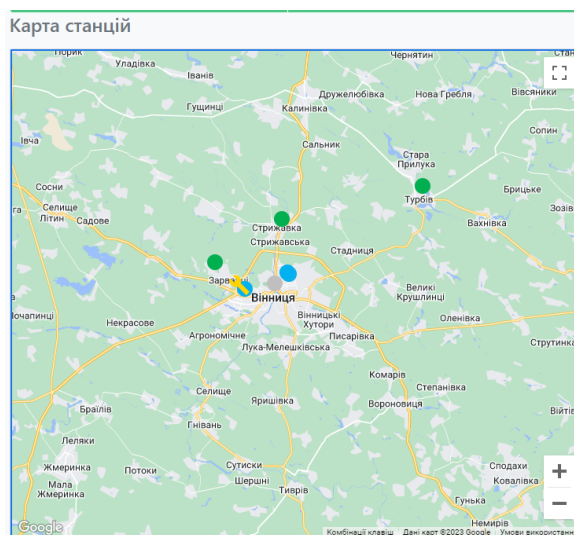 Карта станцій
Порик
Уладівка
Іванів
Чернятин
Дружелюбівка
Нова Гребля
Вівсяники
Гущинці
Калинівка
Івча
Сальник
Сопин
Стара
Прилука
Сосни
Селище
Літин
Садове
Турбів
Брицьке
Стрижавка
Стрижавська
Вахнівка
Стадниця
Вінниця
Великі
Крушлинці
Некрасове
Вінницькі
Хутори
Оленівка
Агрономічне
Писарівка
Лука-Мелешківська
Струтинка
Комарів
Селище
Степанівка
Яришівка
Вороновиця
Браїлів
Гнівань
Леляки
Жмеринка
Потоки
Сутиски
Сподахи
Мала
Жмеринка
Шершні
Ковалівка
Тиврів
Гунька
Немирів
Google
Комбінації клавіш
Дані карт ©2023 Google
Умови використання